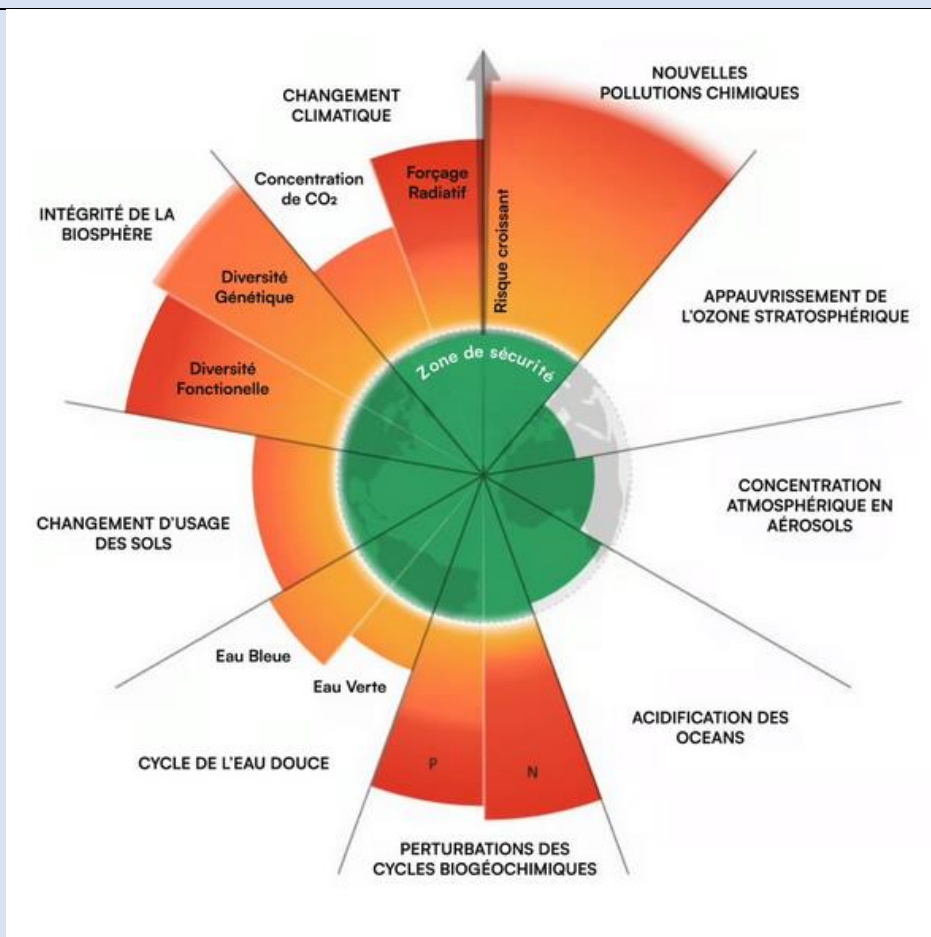 NOUVELLES
POLLUTIONS CHIMIQUES
CHANGEMENT
CLIMATIQUE
Forçage
Radiatif
Concentration
de CO₂
Risque croissant
INTÉGRITÉ DE LA
BIOSPHÈRE
Diversité
Génétique
Diversité
Fonctionelle
APPAUVRISSEMENT DE
L'OZONE STRATOSPHÉRIQUE
Zone de sécurité
CONCENTRATION
ATMOSPHÉRIQUE EN
AÉROSOLS
CHANGEMENT D'USAGE
DES SOLS
Eau Bleue
Eau Verte
ACIDIFICATION DES
OCEANS
CYCLE DE L'EAU DOUCE
P
N
PERTURBATIONS DES
CYCLES BIOGÉOCHIMIQUES